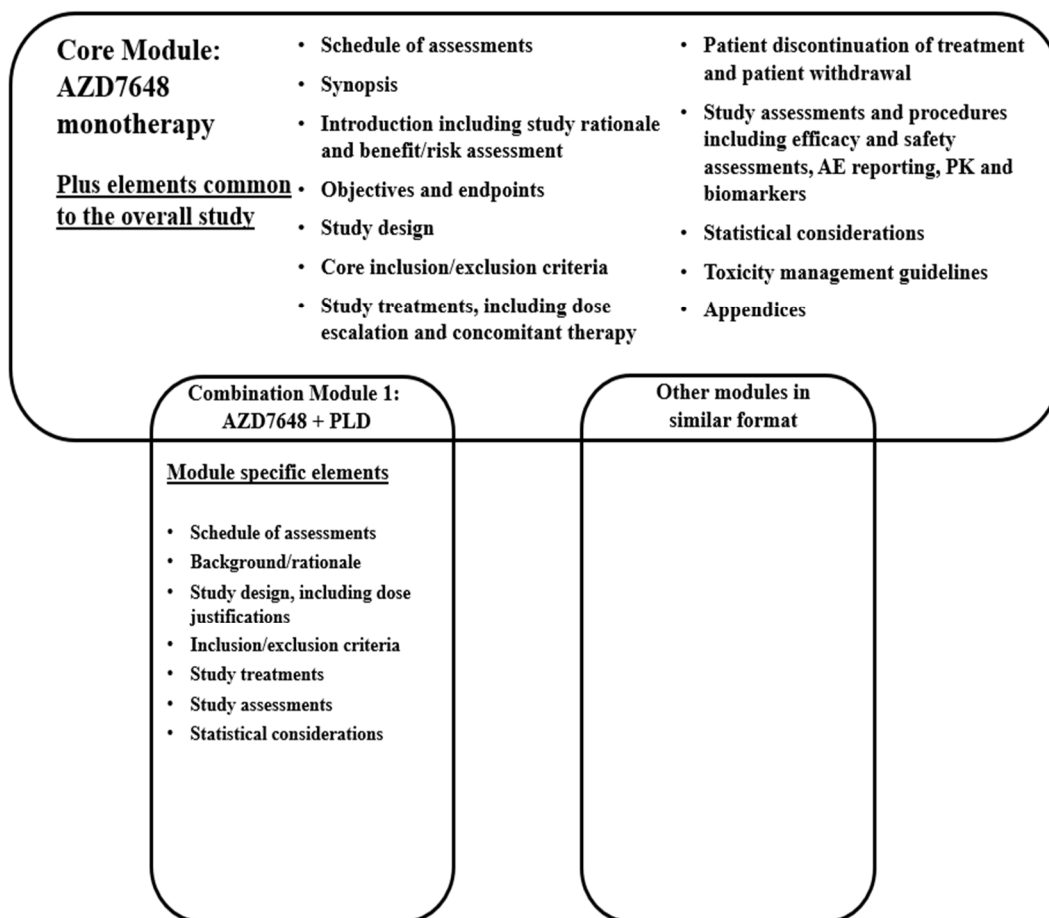 Core Module:
AZD7648
monotherapy
Plus elements common
to the overall study
• Schedule of assessments
• Synopsis
• Introduction including study rationale
and benefit/risk assessment
• Objectives and endpoints
• Study design
• Core inclusion/exclusion criteria
• Study treatments, including dose
escalation and concomitant therapy
• Patient discontinuation of treatment
and patient withdrawal
• Study assessments and procedures
including efficacy and safety
assessments, AE reporting, PK and
biomarkers
• Statistical considerations
• Toxicity management guidelines
• Appendices
Combination Module 1:
AZD7648 + PLD
Module specific elements
• Schedule of assessments
• Background/rationale
• Study design, including dose
justifications
• Inclusion/exclusion criteria
• Study treatments
• Study assessments
• Statistical considerations
Other modules in
similar format